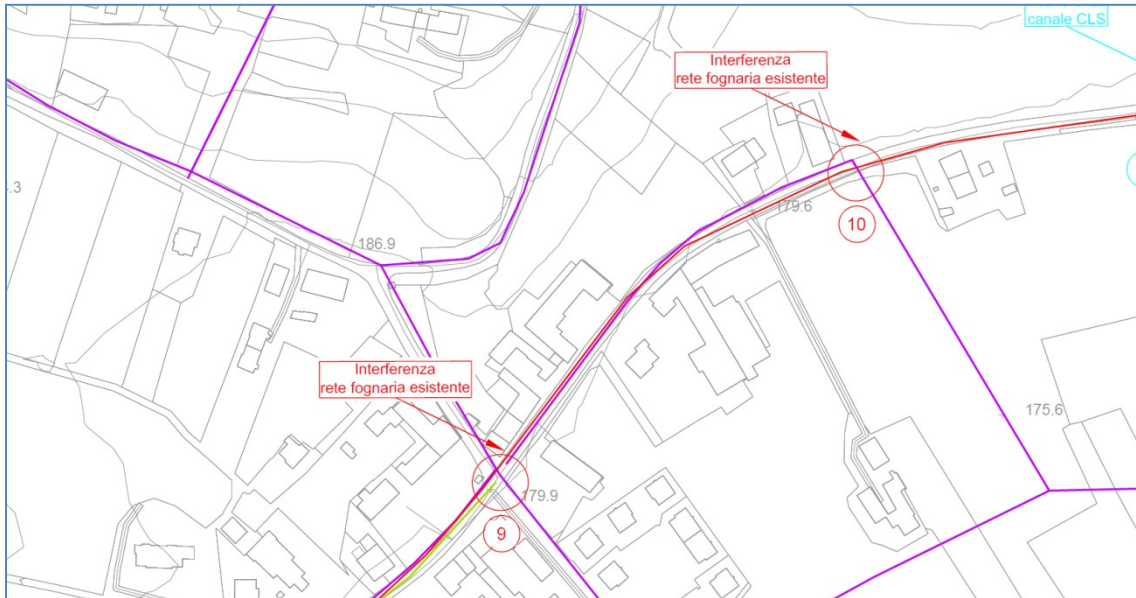 canale CLS
Interferenza
rete fognaria esistente
179.6
10
186.9
Interferenza
rete fognaria esistente
175.6
179.9
9